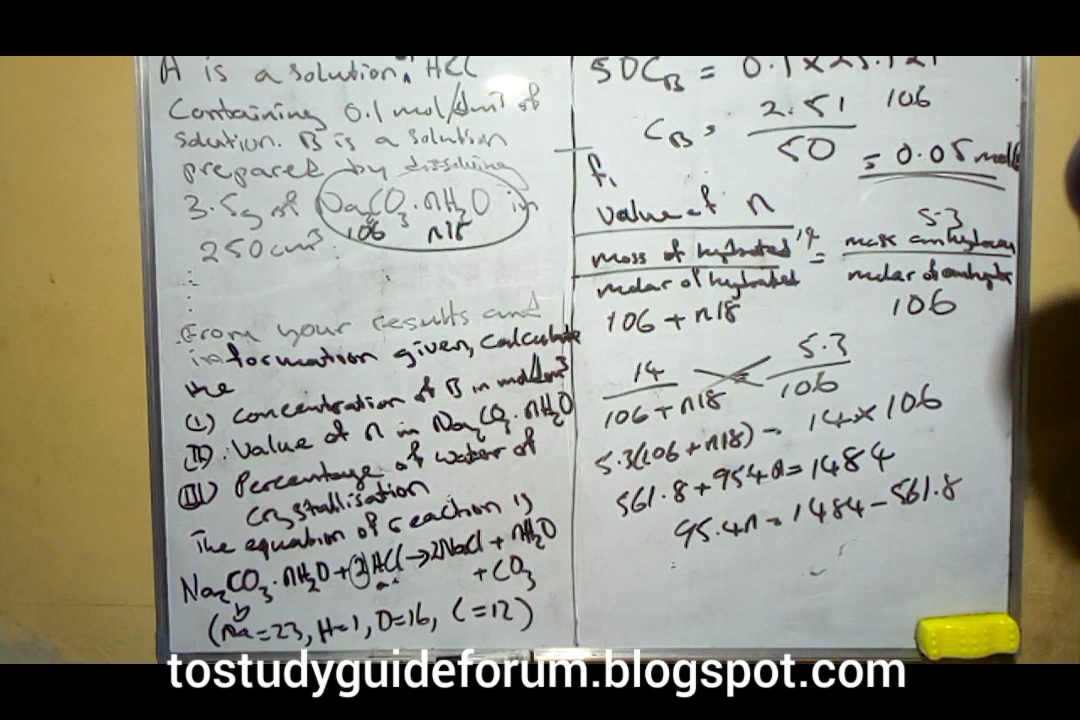 A is a solution, HCl
Containing 0.1 mol/dm³ of
solution. B is a solution
prepared by dissolving
3.5g of Na₂CO₃.nH₂O in
106 n18
250cm³.
From your results and
information given, calculate
the
(I) Concentration of B in mol/dm³
(II). Value of n in Na₂CO₃.nH₂O
(III) Percentage of water of
crystallisation
The equation of reaction is
Na₂CO₃.nH₂O + 2HCl → 2NaCl + nH₂O
+ CO₃
b
(Na=23, H=1, O=16, C=12)
50CB = 0.1 x
2.51 106
CB =
50
= 0.05
Value of n
5.3
mass of hydrated 14 = mass anhydrous
molar of hydrated
106 + n18 106
14 = 5.3
106 + n18 106
5.3(106 + n18) = 14 x 106
561.8 + 95.4n = 1484
95.4n = 1484 - 561.8
tostudyguideforum.blogspot.com